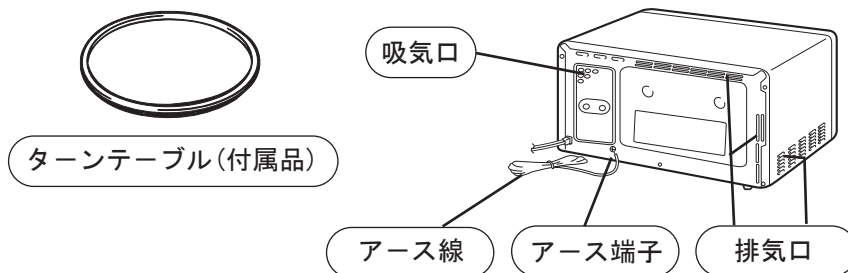 吸気口
ターンテーブル(付属品)
アース線
アース端子
排気口